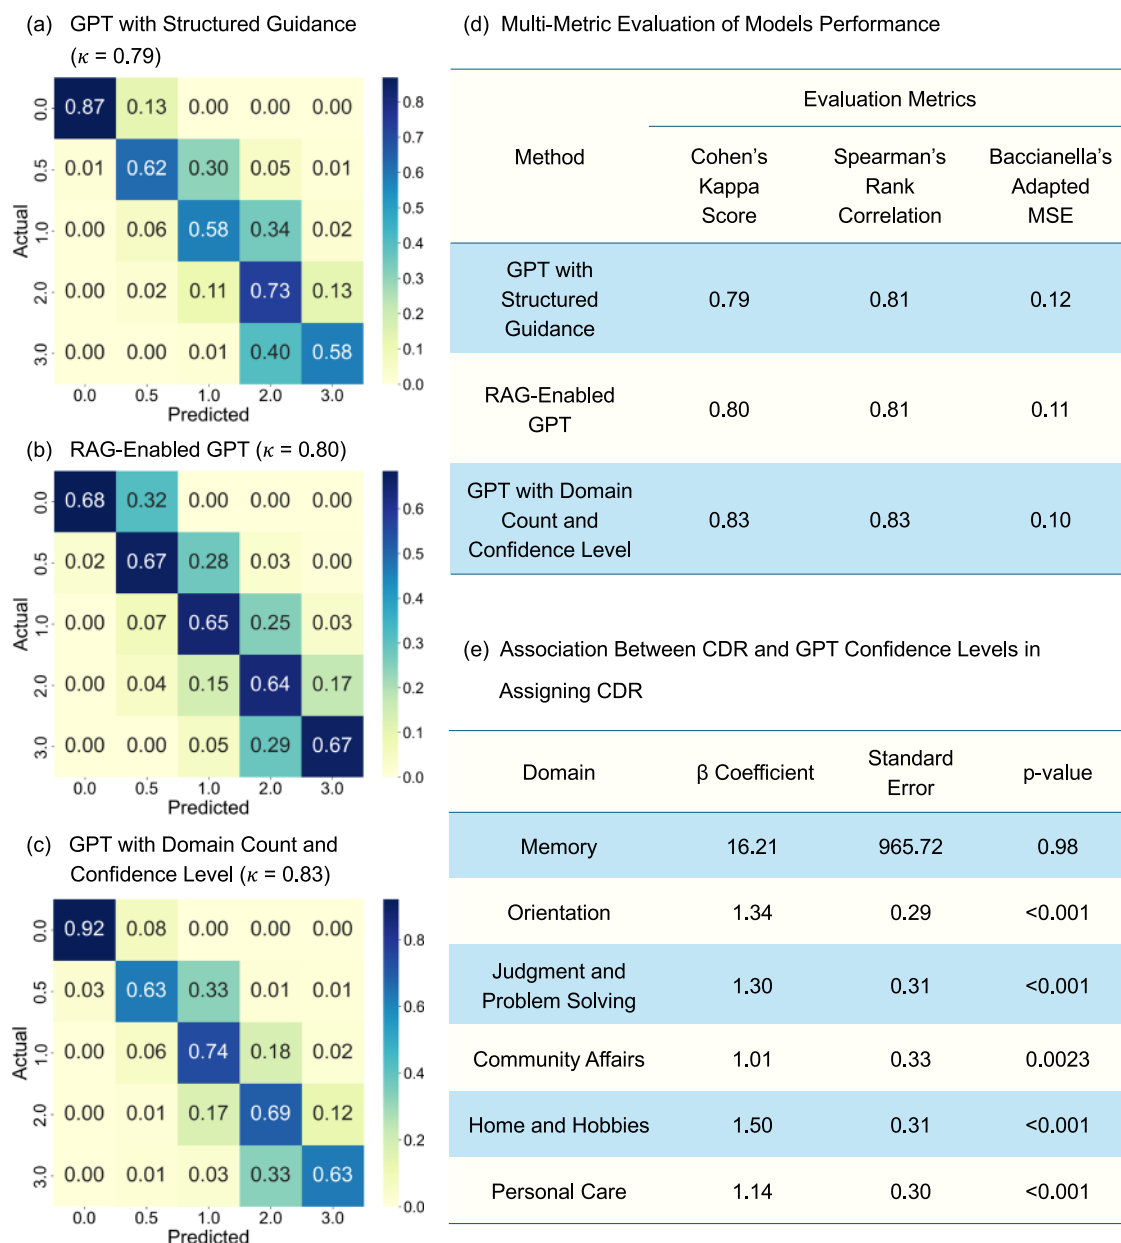 (a) GPT with Structured Guidance
(κ = 0.79)
Actual
0.0 0.87 0.13 0.00 0.00 0.00
0.5 0.01 0.62 0.30 0.05 0.01
1.0 0.00 0.06 0.58 0.34 0.02
2.0 0.00 0.02 0.11 0.73 0.13
3.0 0.00 0.00 0.01 0.40 0.58
0.0 0.5 1.0 2.0 3.0
Predicted
0.8
0.7
0.6
0.5
0.4
0.3
0.2
0.1
0.0
(b) RAG-Enabled GPT (κ = 0.80)
Actual
0.0 0.68 0.32 0.00 0.00 0.00
0.5 0.02 0.67 0.28 0.03 0.00
1.0 0.00 0.07 0.65 0.25 0.03
2.0 0.00 0.04 0.15 0.64 0.17
3.0 0.00 0.00 0.05 0.29 0.67
0.0 0.5 1.0 2.0 3.0
Predicted
0.6
0.5
0.4
0.3
0.2
0.1
0.0
(c) GPT with Domain Count and
Confidence Level (κ = 0.83)
Actual
0.0 0.92 0.08 0.00 0.00 0.00
0.5 0.03 0.63 0.33 0.01 0.01
1.0 0.00 0.06 0.74 0.18 0.02
2.0 0.00 0.01 0.17 0.69 0.12
3.0 0.00 0.01 0.03 0.33 0.63
0.0 0.5 1.0 2.0 3.0
Predicted
0.8
0.6
0.4
0.2
0.0
(d) Multi-Metric Evaluation of Models Performance
Evaluation Metrics
Method
Cohen's
Kappa
Score
Spearman's
Rank
Correlation
Baccianella's
Adapted
MSE
GPT with
Structured
Guidance
0.79 0.81 0.12
RAG-Enabled
GPT
0.80 0.81 0.11
GPT with Domain
Count and
Confidence Level
0.83 0.83 0.10
(e) Association Between CDR and GPT Confidence Levels in
Assigning CDR
Domain
β Coefficient
Standard
Error
p-value
Memory 16.21 965.72 0.98
Orientation 1.34 0.29 <0.001
Judgment and
Problem Solving
1.30 0.31 <0.001
Community Affairs 1.01 0.33 0.0023
Home and Hobbies 1.50 0.31 <0.001
Personal Care 1.14 0.30 <0.001